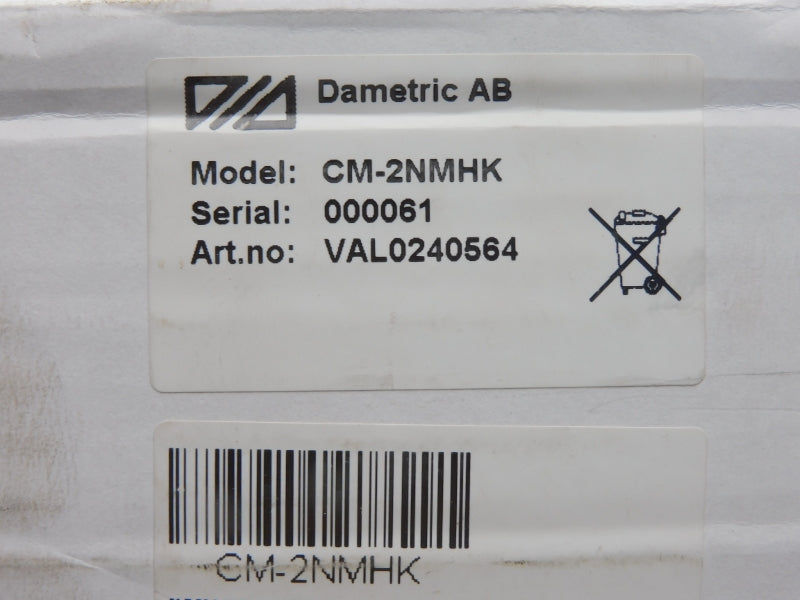 Dametric AB
Model: CM-2NMHK
Serial: 000061
Art.no: VAL0240564
CM-2NMHK